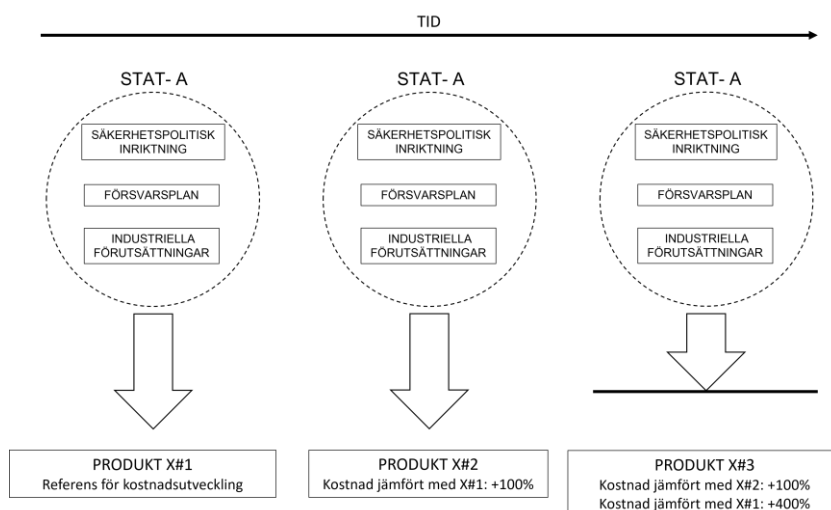 TID
STAT- A
SÄKERHETSPOLITISK
INRIKTNING
FÖRSVARSPLAN
INDUSTRIELLA
FÖRUTSÄTTNINGAR
PRODUKT X#1
Referens för kostnadsutveckling
STAT- A
SÄKERHETSPOLITISK
INRIKTNING
FÖRSVARSPLAN
INDUSTRIELLA
FÖRUTSÄTTNINGAR
PRODUKT X#2
Kostnad jämfört med X#1: +100%
STAT- A
SÄKERHETSPOLITISK
INRIKTNING
FÖRSVARSPLAN
INDUSTRIELLA
FÖRUTSÄTTNINGAR
PRODUKT X#3
Kostnad jämfört med X#2: +100%
Kostnad jämfört med X#1: +400%